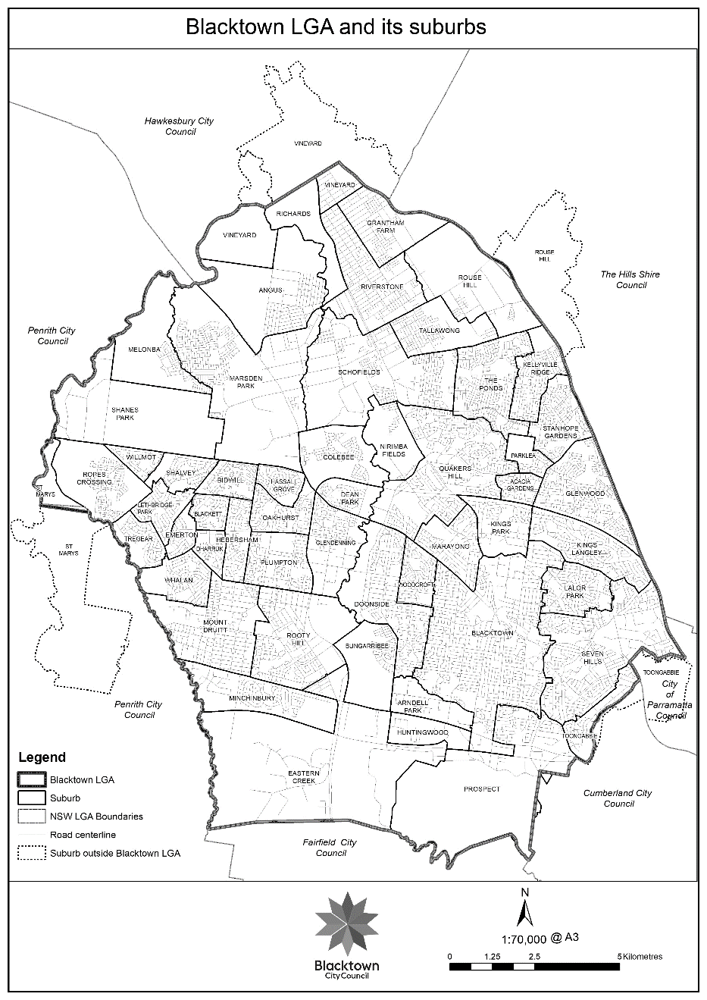 Blacktown LGA and its suburbs
Hawkesbury City
Council
VINEYARD
VINEYARD
RICHARDS
VINEYARD
GRANTHAM
FARM
ROUSE
HILL
The Hills Shire
Council
ROUSE
HILL
RIVERSTONE
ANGUS
Penrith City
Council
TALLAWONG
MELONBA
MARSDEN
PARK
SCHOFIELDS
KELLYVILLE
RIDGE
THE
PONDS
SHANES
PARK
STANHOPE
GARDENS
NIRIMBA
FIELDS
COLEBEE
WILLMOT
PARKLEA
ROPES
CROSSING
SHALVEY
BIDWILL
HASSALL
GROVE
QUAKERS
HILL
ACACIA
GARDENS
ST
MARYS
DEAN
PARK
GLENWOOD
LETHBRIDGE
PARK
BLACKETT
OAKHURST
KINGS
PARK
TREGEAR
EMERTON
DHARRUK
HEBERSHAM
GLENDENNING
MARAYONG
KINGS
LANGLEY
ST
MARYS
PLUMPTON
WHALAN
WOODCROFT
LALOR
PARK
DOONSIDE
MOUNT
DRUITT
ROOTY
HILL
BLACKTOWN
SUNGARRIBEE
SEVEN
HILLS
TOONGABBIE
City
of
Parramatta
Council
MINCHINBURY
Penrith City
Council
ARNDELL
PARK
HUNTINGWOOD
TOONGABBIE
EASTERN
CREEK
PROSPECT
Cumberland City
Council
Fairfield City
Council
Legend
Blacktown LGA
Suburb
NSW LGA Boundaries
Road centerline
Suburb outside Blacktown LGA
Blacktown
City Council
N
1:70,000 @ A3
0 1.25 2.5 5 Kilometres